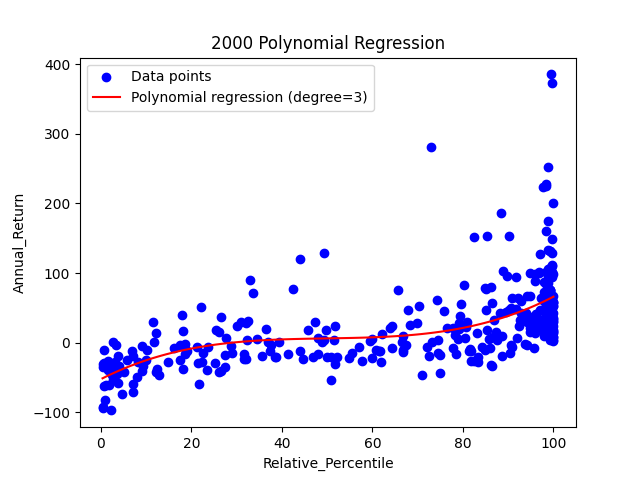 2000 Polynomial Regression
Data points
Polynomial regression (degree=3)
400
300
200
100
0
−100
Annual_Return
0 20 40 60 80 100
Relative_Percentile